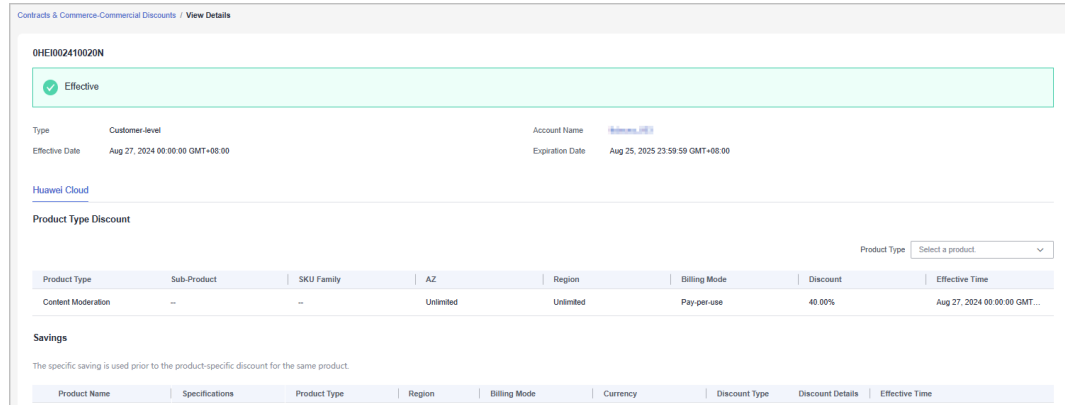 Contracts & Commerce-Commercial Discounts / View Details
0HEI002410020N
Effective
Type Customer-level Account Name
Effective Date Aug 27, 2024 00:00:00 GMT+08:00 Expiration Date Aug 25, 2025 23:59:59 GMT+08:00
Huawei Cloud
Product Type Discount
Product Type Select a product.
Product Type Sub-Product SKU Family AZ Region Billing Mode Discount Effective Time
Content Moderation -- -- Unlimited Unlimited Pay-per-use 40.00% Aug 27, 2024 00:00:00 GMT...
Savings
The specific saving is used prior to the product-specific discount for the same product.
Product Name Specifications Product Type Region Billing Mode Currency Discount Type Discount Details Effective Time